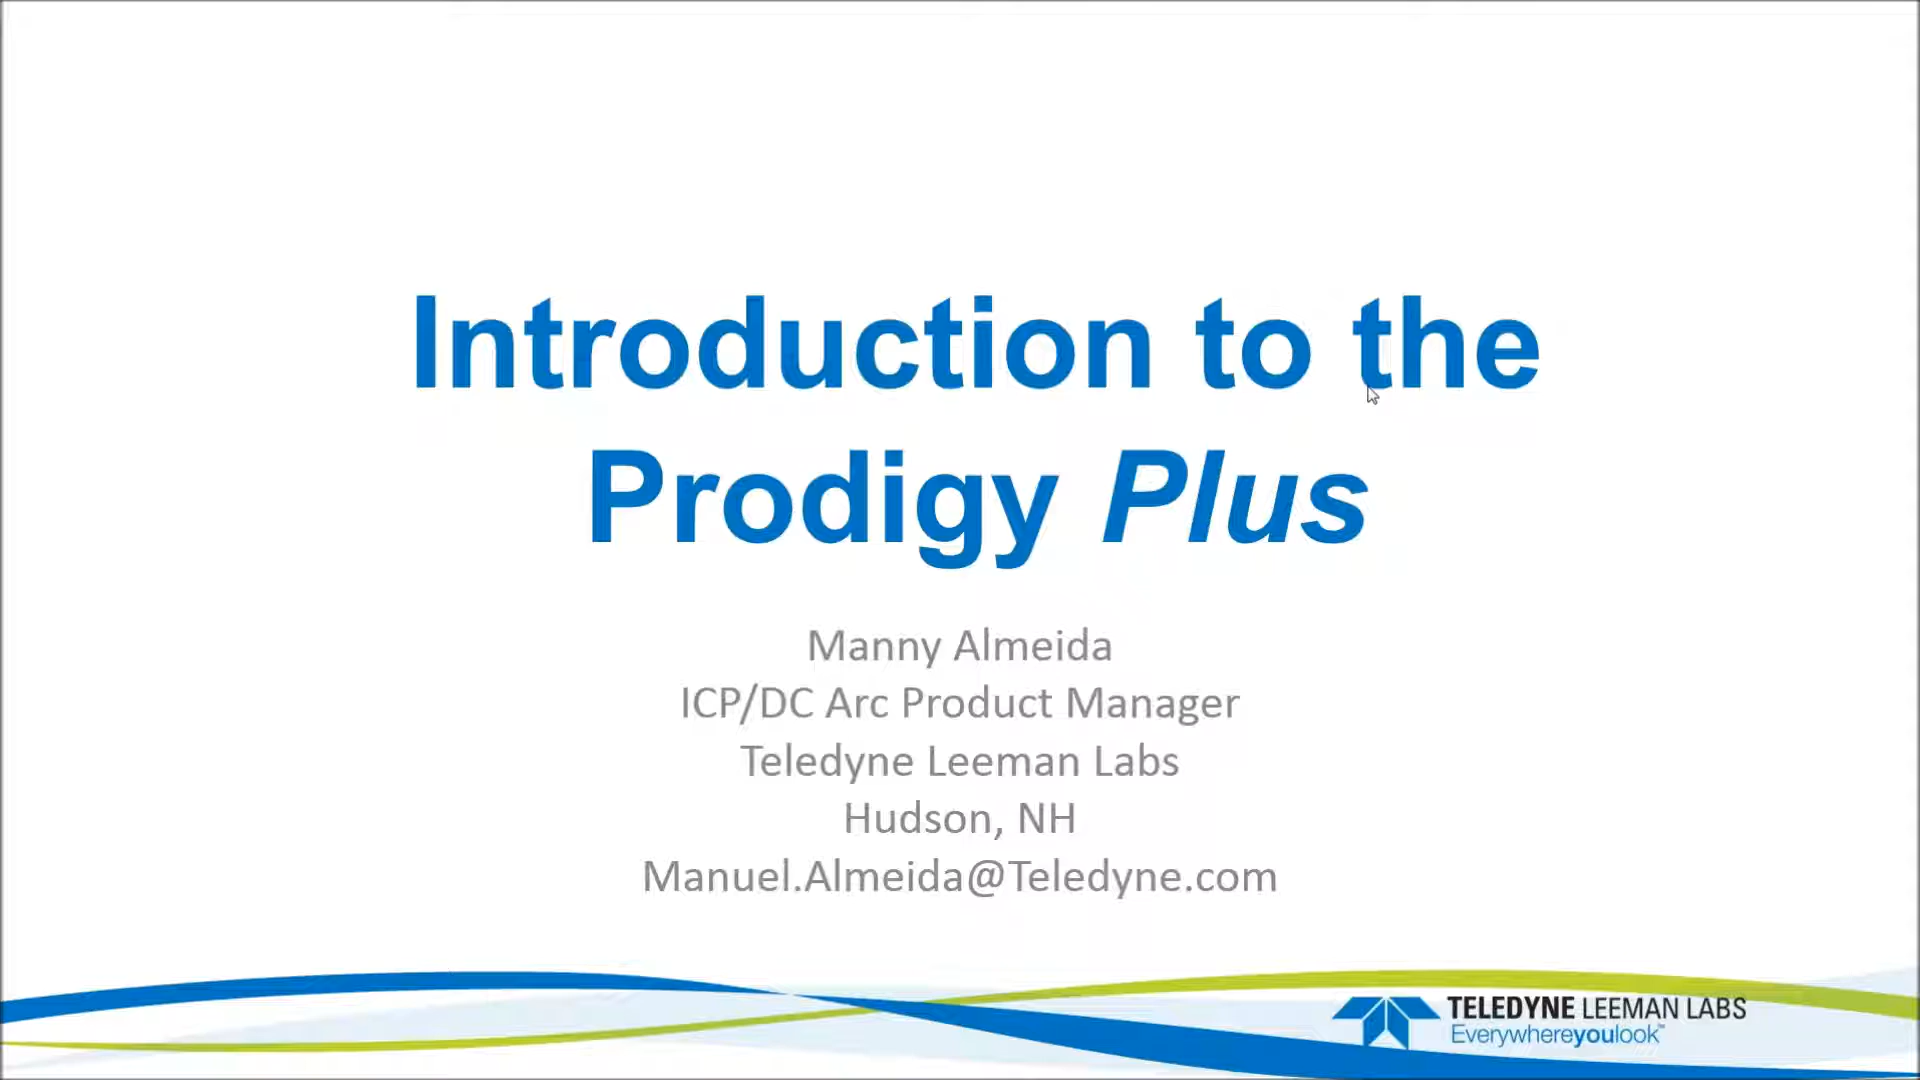 Introduction to the
Prodigy Plus
Manny Almeida
ICP/DC Arc Product Manager
Teledyne Leeman Labs
Hudson, NH
Manuel.Almeida@Teledyne.com
TELEDYNE LEEMAN LABS
Everywhereyoulook™